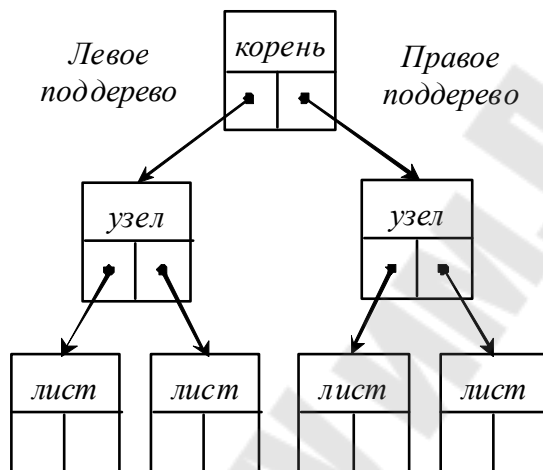 Левое
поддерево
корень
Правое
поддерево
узел
узел
лист
лист
лист
лист